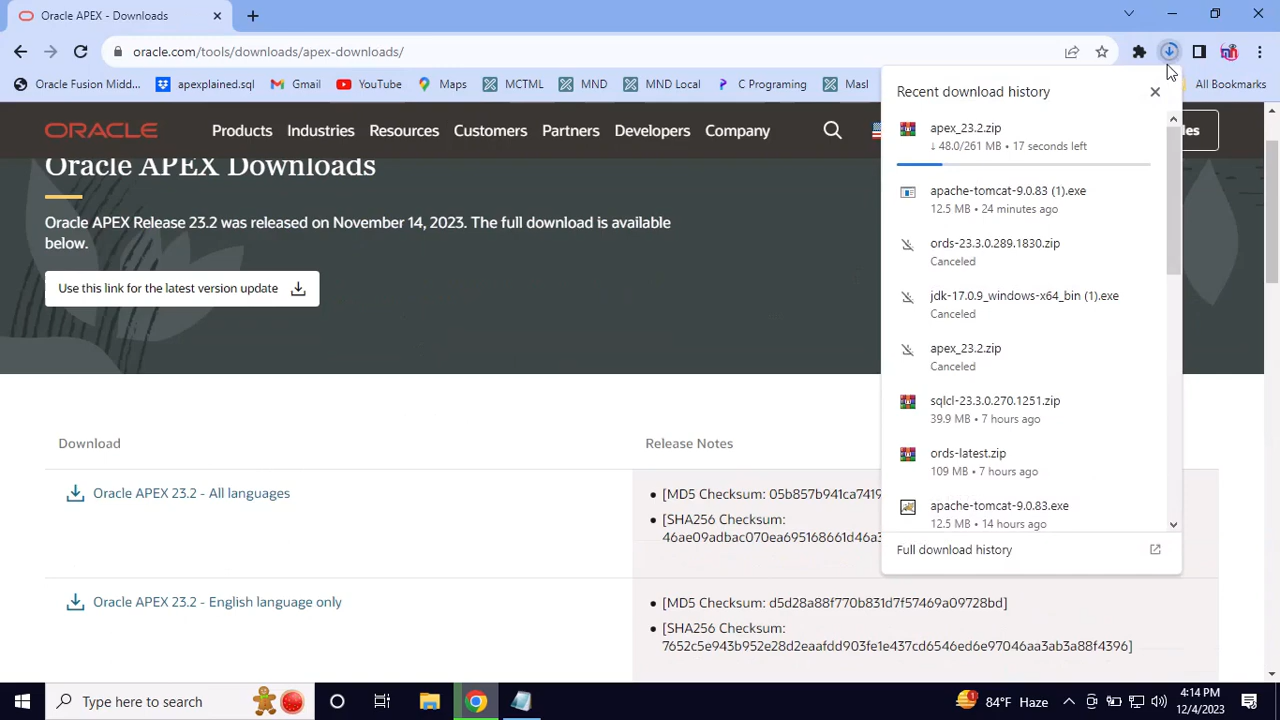 Oracle APEX - Downloads
oracle.com/tools/downloads/apex-downloads/
Oracle Fusion Midd... apexplained.sql Gmail YouTube Maps MCTML MND MND Local C Programing Masl All Bookmarks
ORACLE Products Industries Resources Customers Partners Developers Company
Oracle APEX Downloads
Oracle APEX Release 23.2 was released on November 14, 2023. The full download is available
below.
Use this link for the latest version update
Recent download history
apex_23.2.zip
↓ 48.0/261 MB • 17 seconds left
apache-tomcat-9.0.83 (1).exe
12.5 MB • 24 minutes ago
ords-23.3.0.289.1830.zip
Canceled
jdk-17.0.9_windows-x64_bin (1).exe
Canceled
apex_23.2.zip
Canceled
sqlcl-23.3.0.270.1251.zip
39.9 MB • 7 hours ago
ords-latest.zip
109 MB • 7 hours ago
apache-tomcat-9.0.83.exe
12.5 MB • 14 hours ago
Full download history
Download Release Notes
Oracle APEX 23.2 - All languages
• [MD5 Checksum: 05b857b941ca7419
• [SHA256 Checksum:
46ae09adbac070ea695168661d46a3
Oracle APEX 23.2 - English language only
• [MD5 Checksum: d5d28a88f770b831d7f57469a09728bd]
• [SHA256 Checksum:
7652c5e943b952e28d2eaafdd903fe1e437cd6546ed6e97046aa3ab3a88f4396]
Type here to search
84°F Haze
4:14 PM
12/4/2023